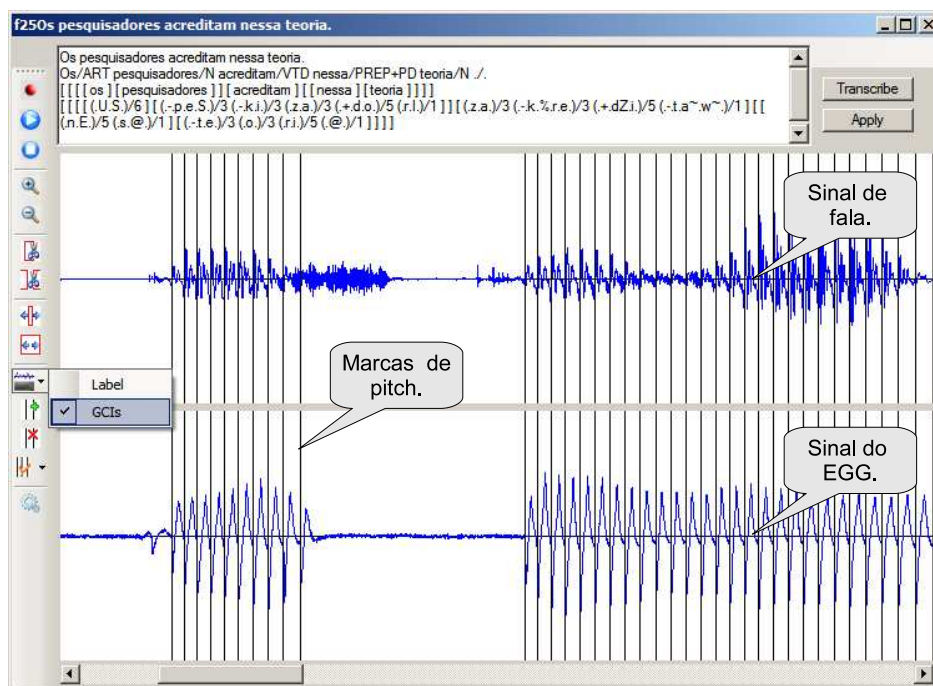 f250s pesquisadores acreditam nessa teoria.
Os pesquisadores acreditam nessa teoria.
Os/ART pesquisadores/N acreditam/VTD nessa/PREP+PD teoria/N ./.
[ [ [ [ os ] [ pesquisadores ] ] [ acreditam ] [ [ nessa ] [ teoria ] ] ] ]
[ [ [ [ (.U.S.)/6 ] [ (-.p.e.S.)/3 (-.k.i.)/3 (.z.a.)/3 (.+.d.o.)/5 (.r.I.)/1 ] ] [ (.z.a.)/3 (-.k.%.r.e.)/3 (.+.dZ.i.)/5 (-.t.a~.w~.)/1 ] [ [
(.n.E.)/5 (.s.@.)/1 ] [ (-.t.e.)/3 (.o.)/3 (.r.i.)/5 (.@.)/1 ] ] ] ]
Transcribe
Apply
Sinal de
fala.
Marcas de
pitch.
Label
GCIs
Sinal do
EGG.